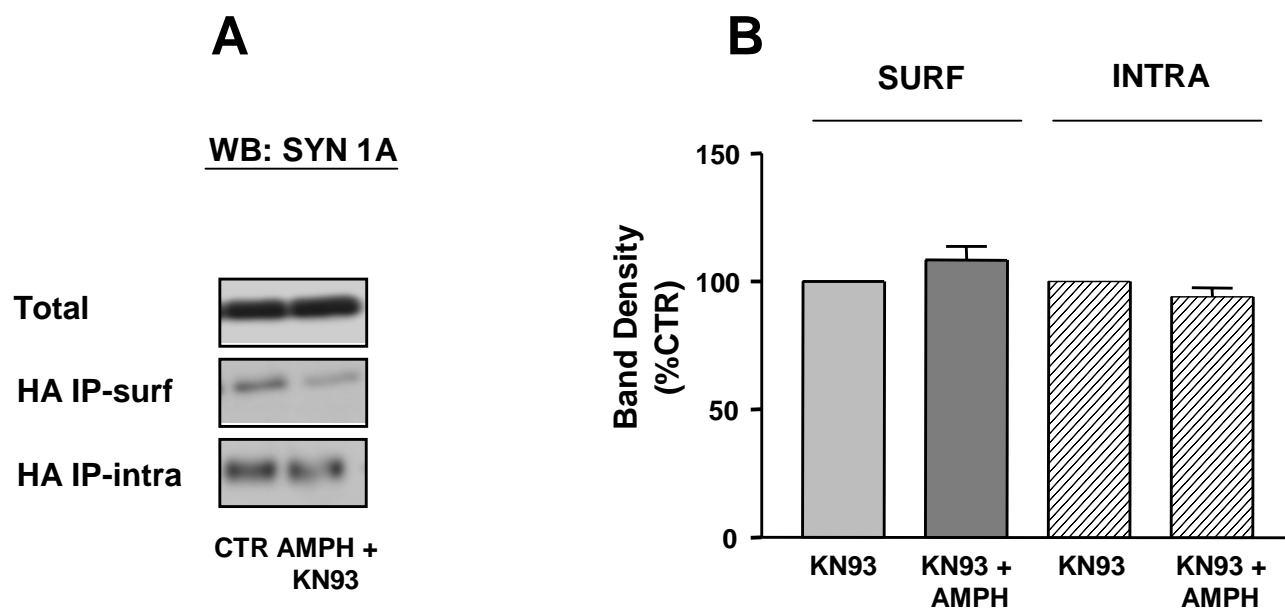 A
WB: SYN 1A
Total
HA IP-surf
HA IP-intra
CTR AMPH +
KN93
B
SURF INTRA
Band Density
(%CTR)
150
100
50
0
KN93 KN93 + KN93 KN93 +
AMPH AMPH